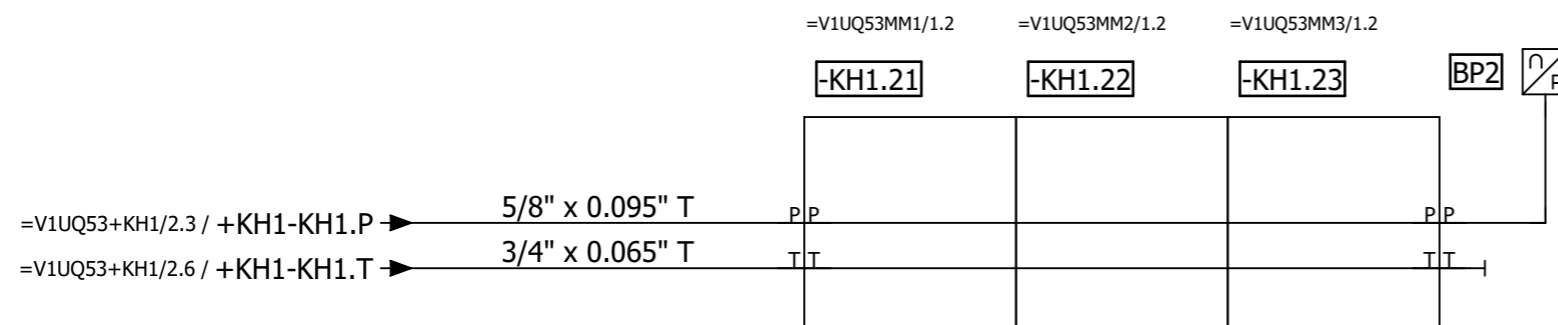 =V1UQ53MM1/1.2 =V1UQ53MM2/1.2 =V1UQ53MM3/1.2
-KH1.21 -KH1.22 -KH1.23 BP2 ∩ P
=V1UQ53+KH1/2.3 / +KH1-KH1.P 5/8" x 0.095" T P P P P
=V1UQ53+KH1/2.6 / +KH1-KH1.T 3/4" x 0.065" T T T T T